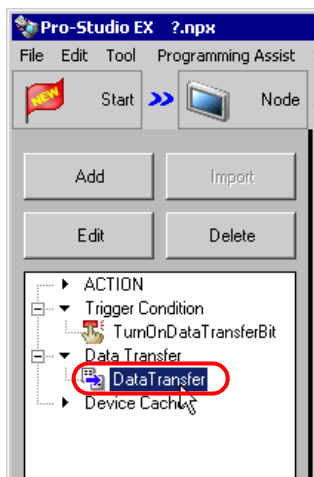 Pro-Studio EX ?.npx
File Edit Tool Programming Assist
NEW Start Node
Add Import
Edit Delete
ACTION
Trigger Condition
TurnOnDataTransferBit
Data Transfer
DataTransfer
Device Cache